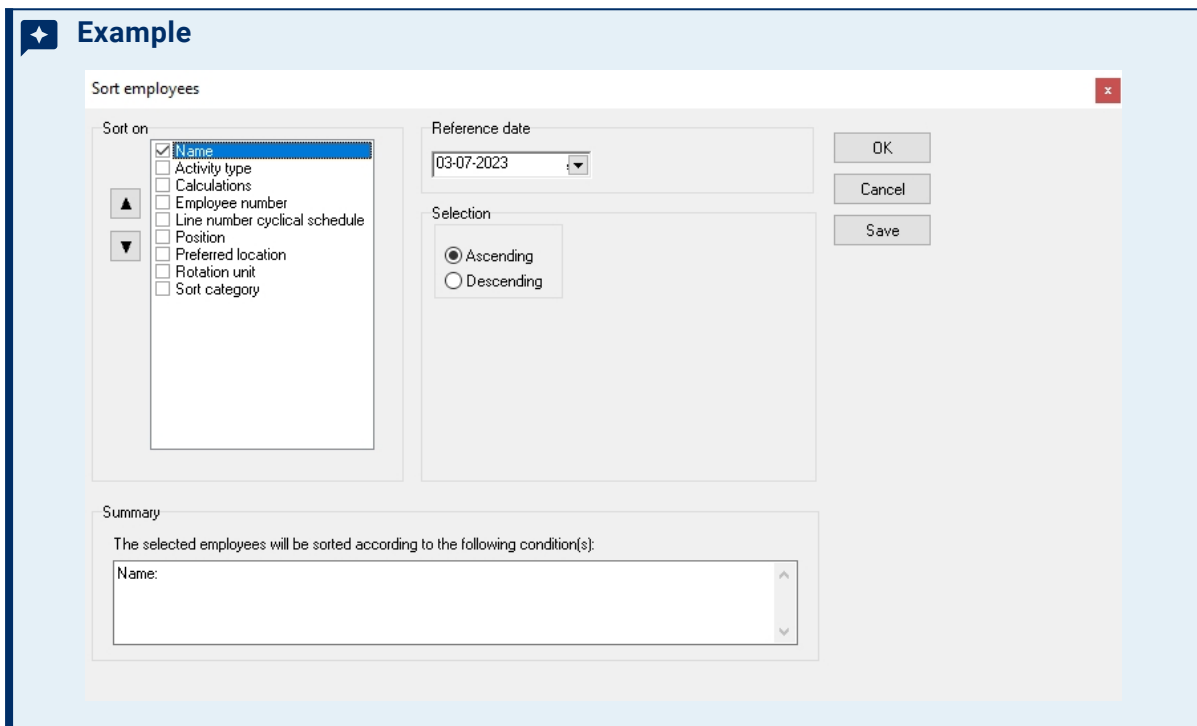 Example
Sort employees
x
Sort on
Name
Activity type
Calculations
Employee number
Line number cyclical schedule
Position
Preferred location
Rotation unit
Sort category
Reference date
03-07-2023
Selection
Ascending
Descending
OK
Cancel
Save
Summary
The selected employees will be sorted according to the following condition(s):
Name: